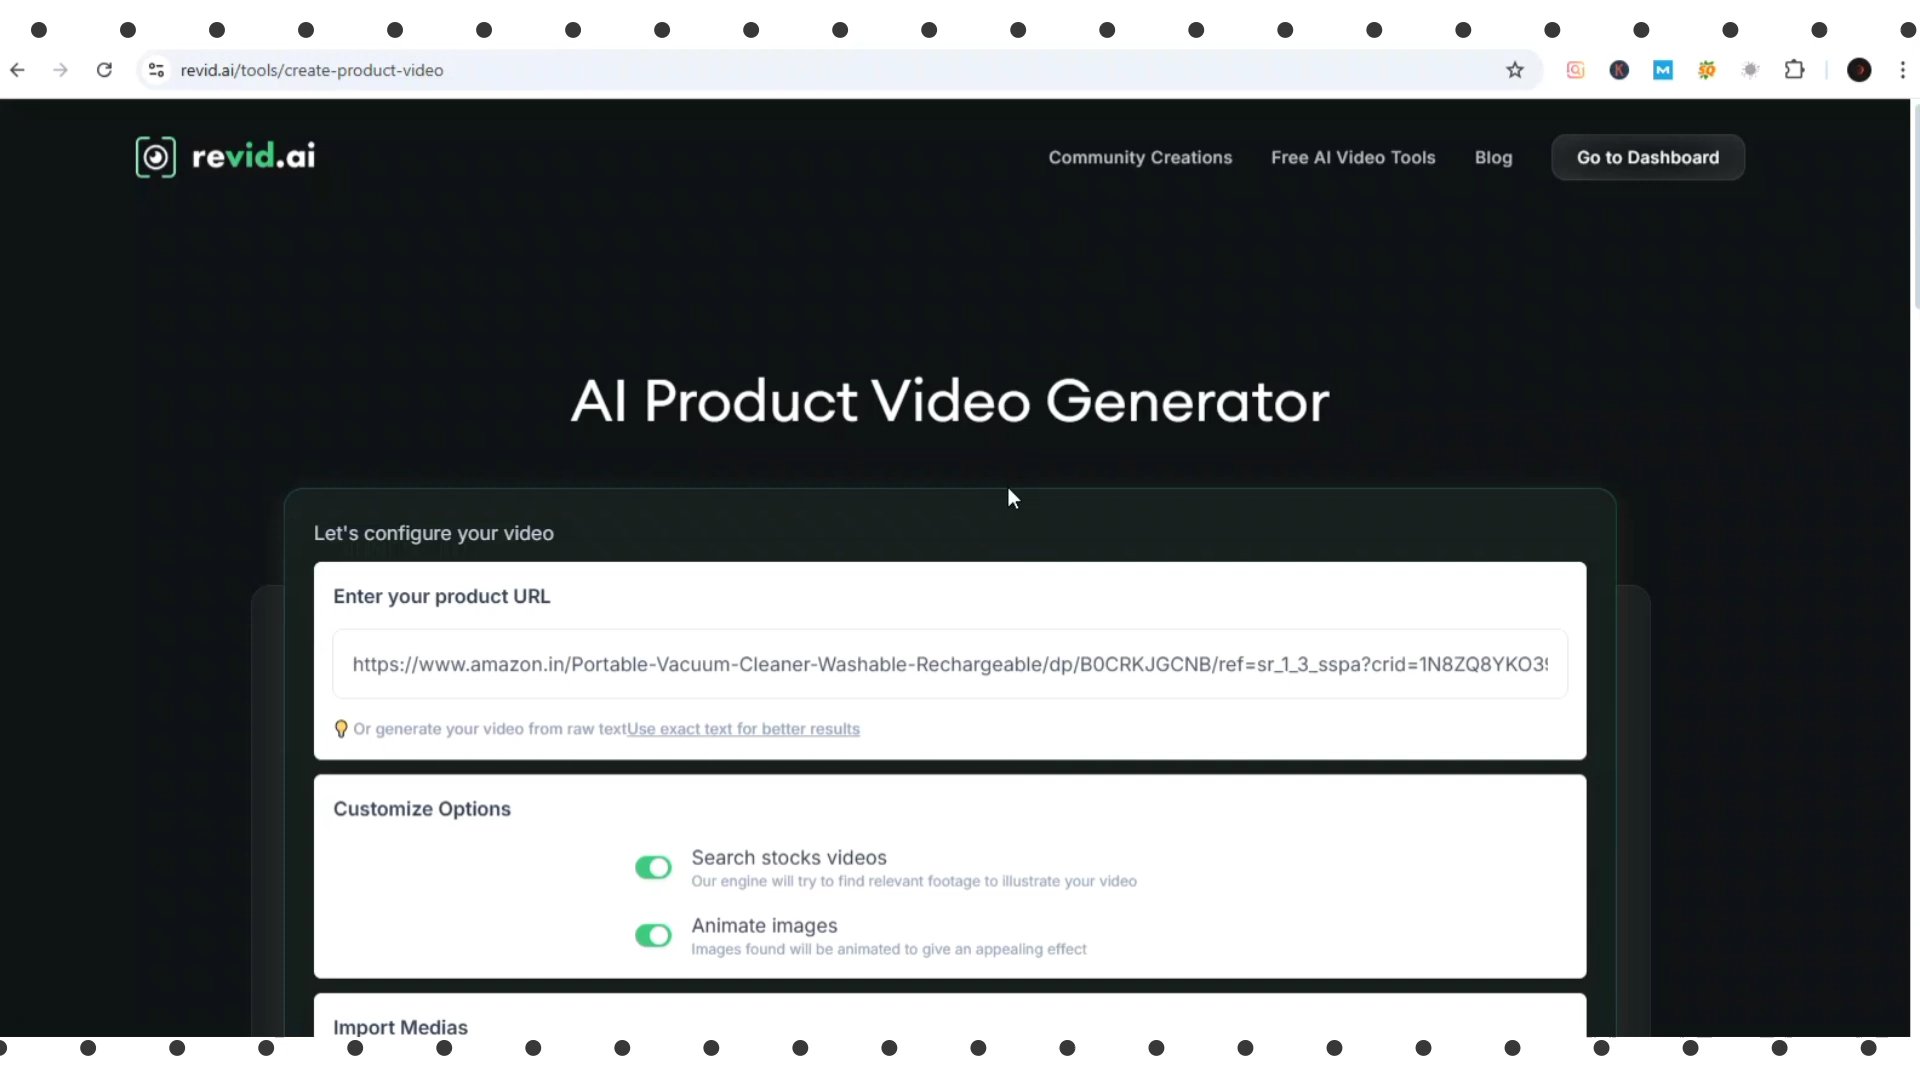 revid.ai/tools/create-product-video
revid.ai
Community Creations
Free AI Video Tools
Blog
Go to Dashboard
AI Product Video Generator
Let's configure your video
Enter your product URL
https://www.amazon.in/Portable-Vacuum-Cleaner-Washable-Rechargeable/dp/B0CRKJGCNB/ref=sr_1_3_sspa?crid=1N8ZQ8YKO3
Or generate your video from raw textUse exact text for better results
Customize Options
Search stocks videos
Our engine will try to find relevant footage to illustrate your video
Animate images
Images found will be animated to give an appealing effect
Import Medias